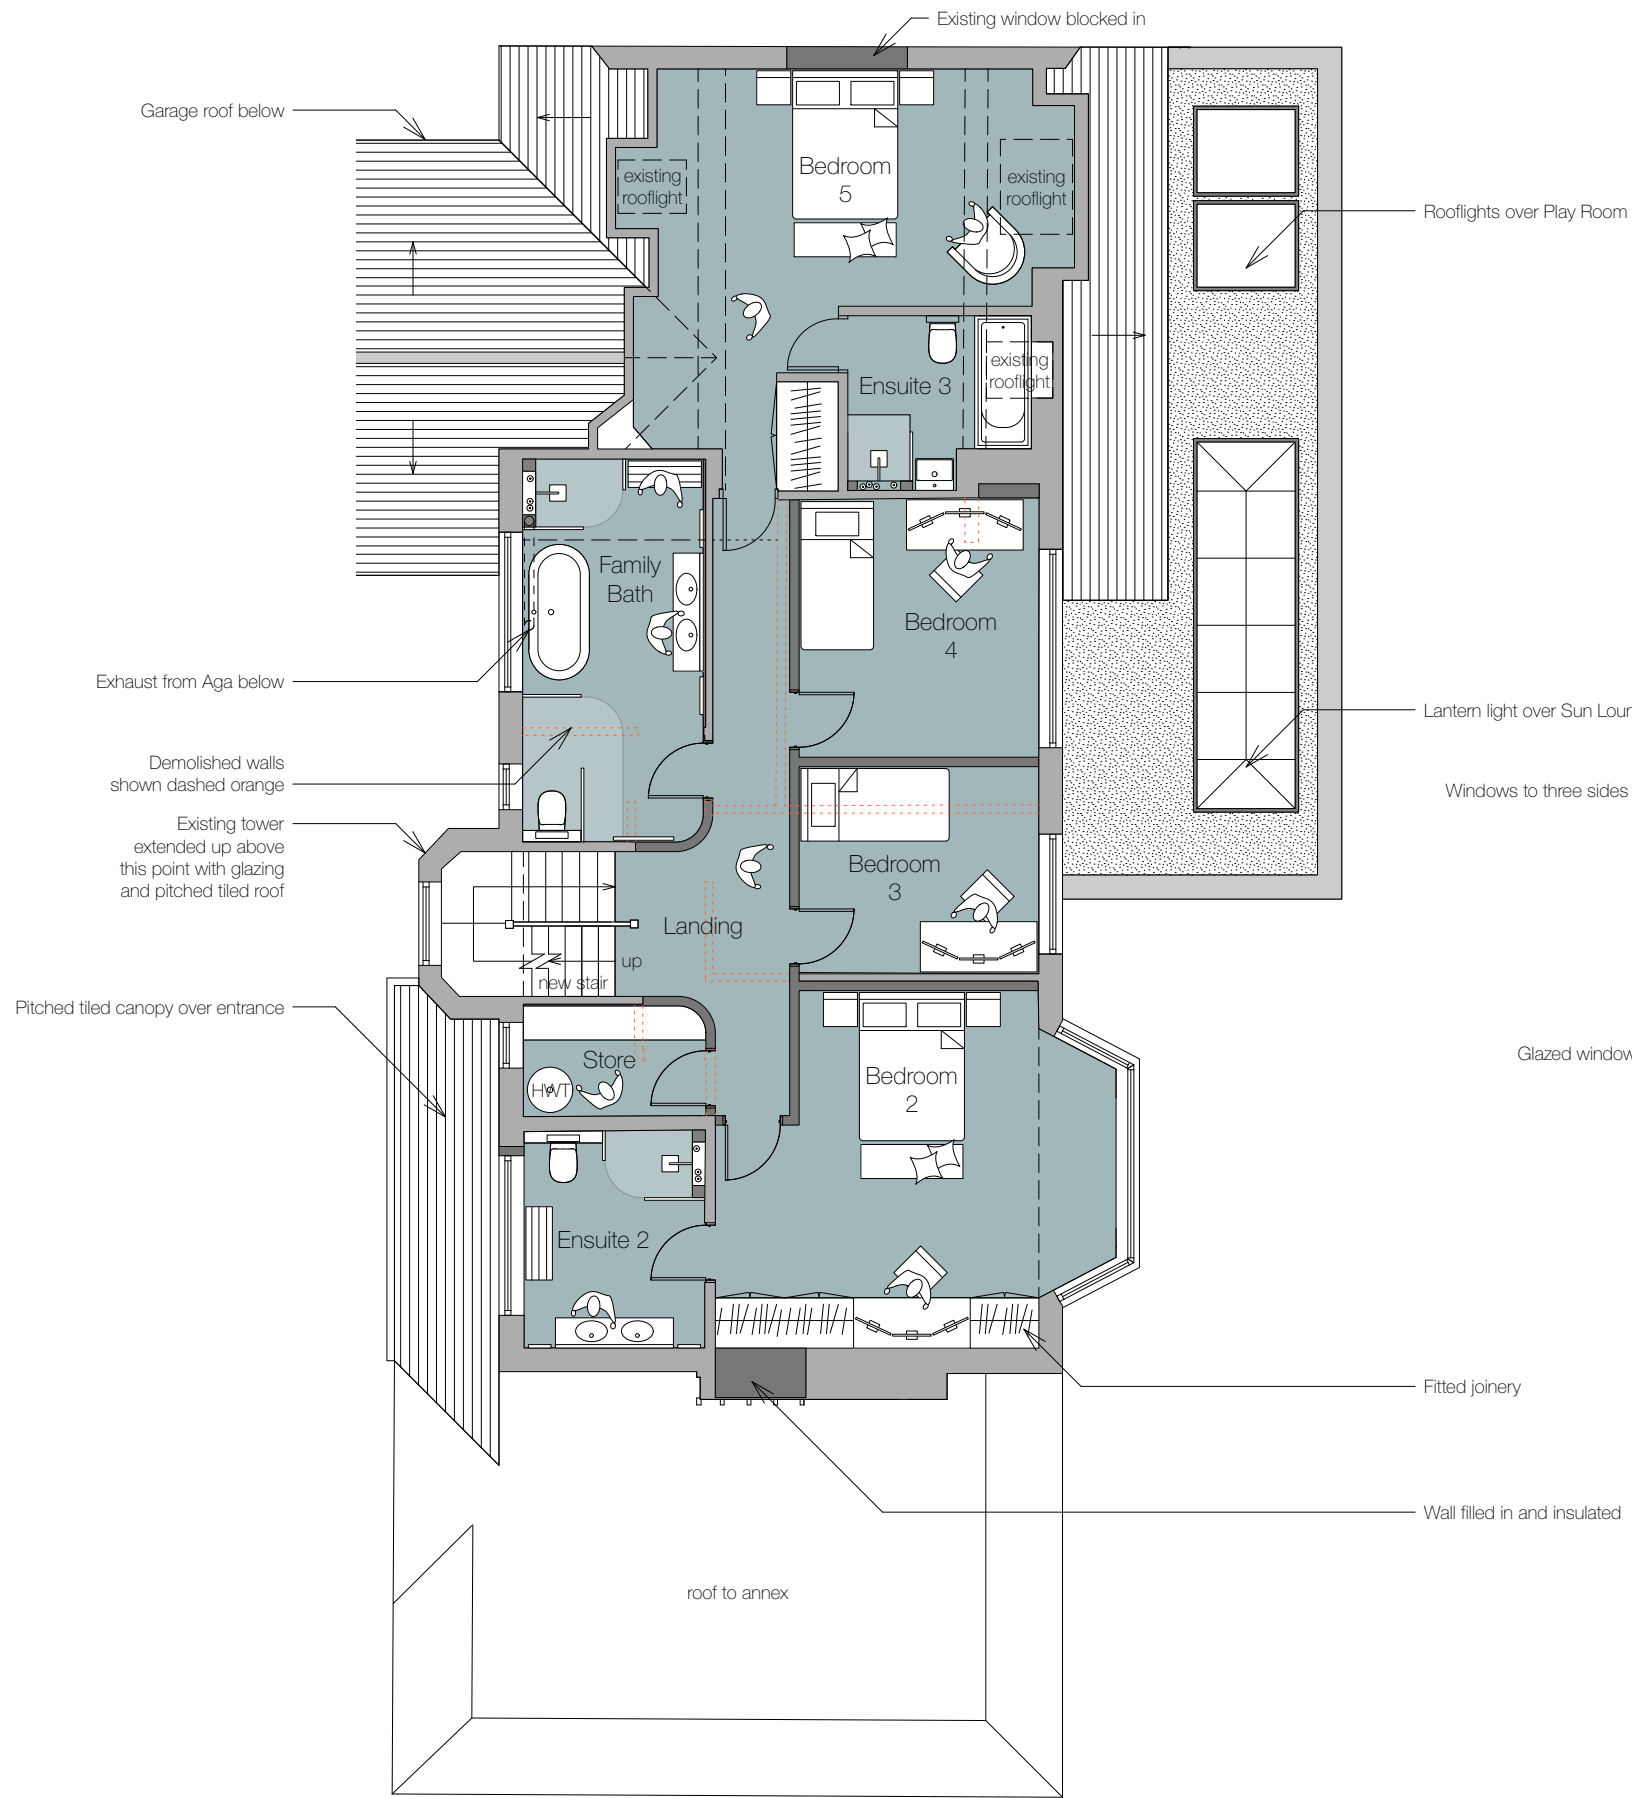 Existing window blocked in
Garage roof below
existing
rooflight
Bedroom
5
existing
rooflight
Rooflights over Play Room
existing
rooflight
Ensuite 3
Family
Bath
Bedroom
4
Exhaust from Aga below
Lantern light over Sun Loun
Demolished walls
shown dashed orange
Windows to three sides
Existing tower
extended up above
this point with glazing
and pitched tiled roof
Bedroom
3
Landing
up
new stair
Pitched tiled canopy over entrance
Store
HWT
Bedroom
2
Glazed window
Ensuite 2
Fitted joinery
Wall filled in and insulated
roof to annex